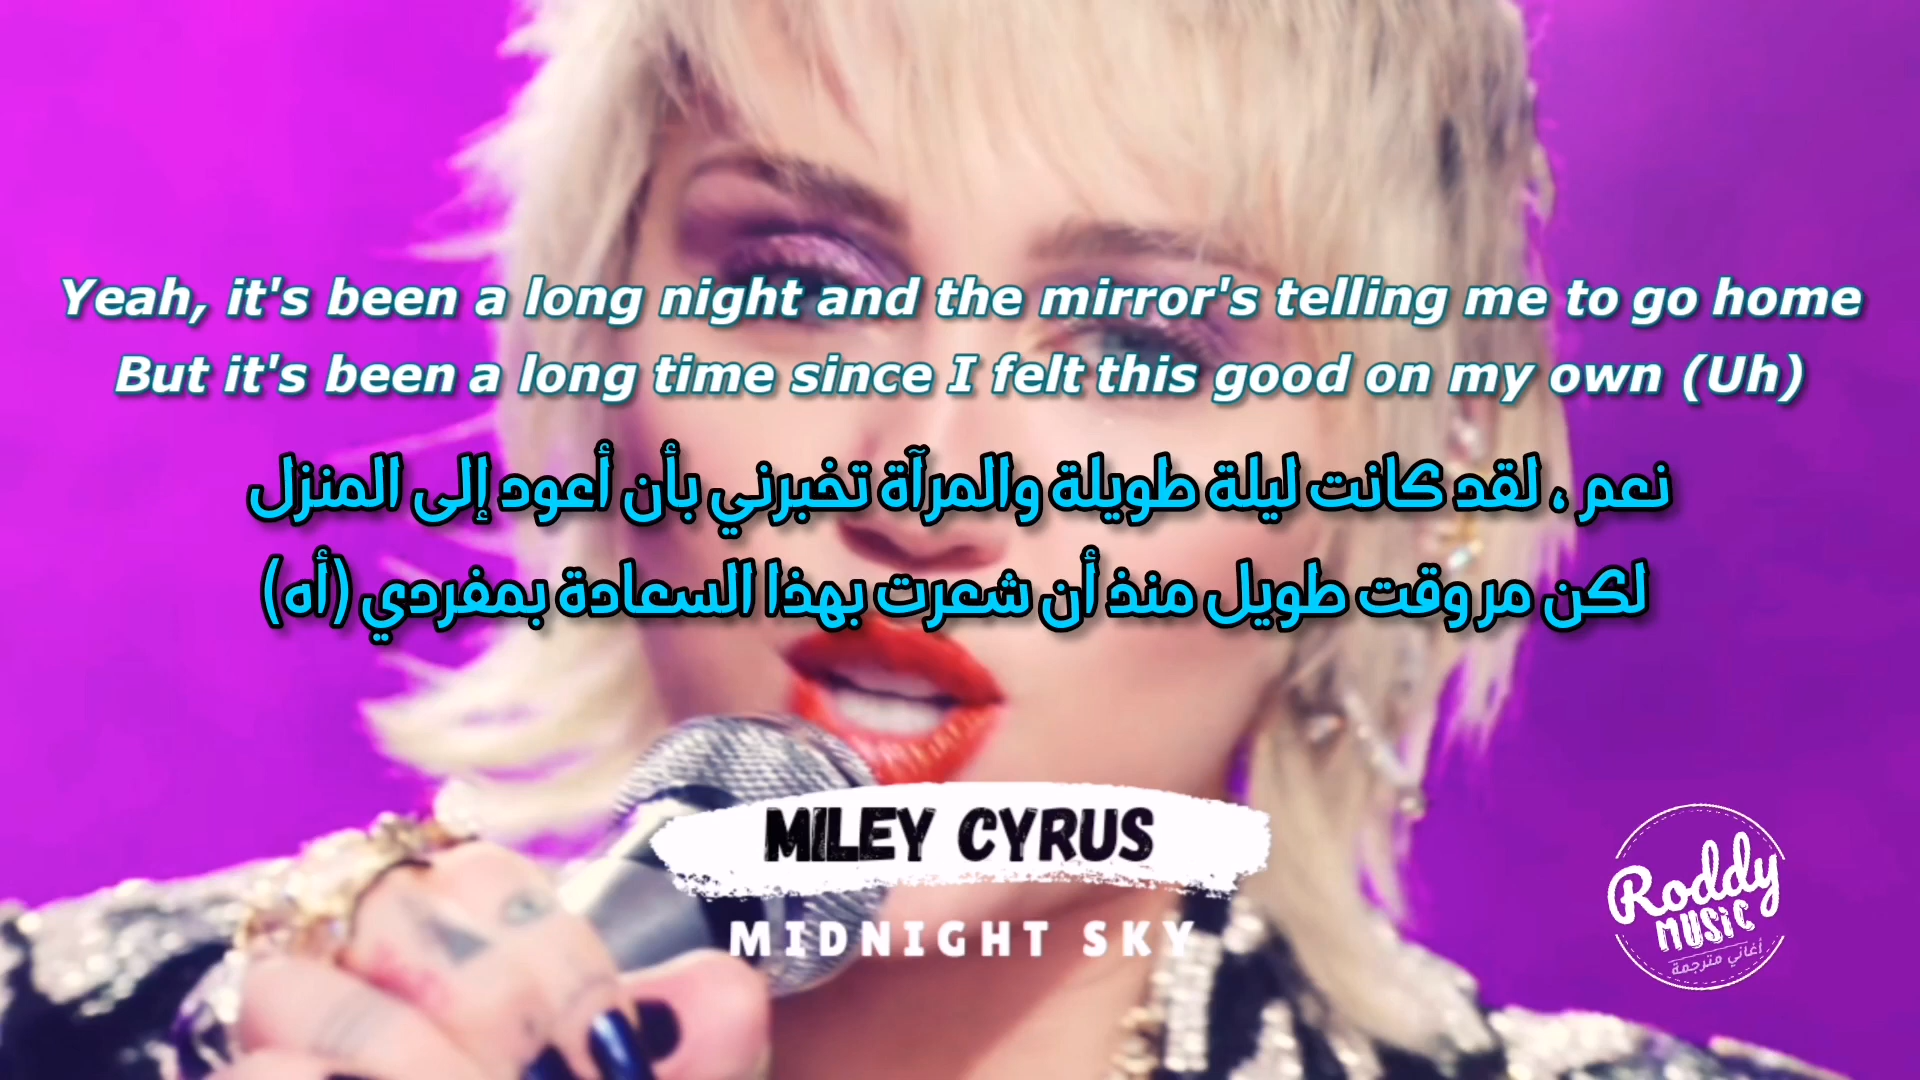 Yeah, it's been a long night and the mirror's telling me to go home
But it's been a long time since I felt this good on my own (Uh)
نعم ، لقد كانت ليلة طويلة والمرآة تخبرني بأن أعود إلى المنزل
لكن مر وقت طويل منذ أن شعرت بهذا السعادة بمفردي (أه)
MILEY CYRUS
MIDNIGHT SKY
Roddy
MUSIC
أغاني مترجمة